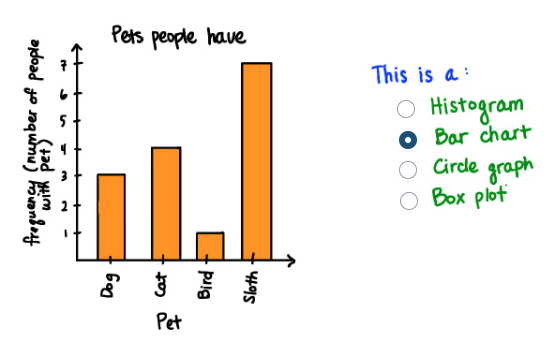 Pets people have
frequency (number of people
with pet)
7
6
5
4
3
2
1
Dog
Cat
Bird
Sloth
Pet
This is a:
Histogram
Bar chart
Circle graph
Box plot